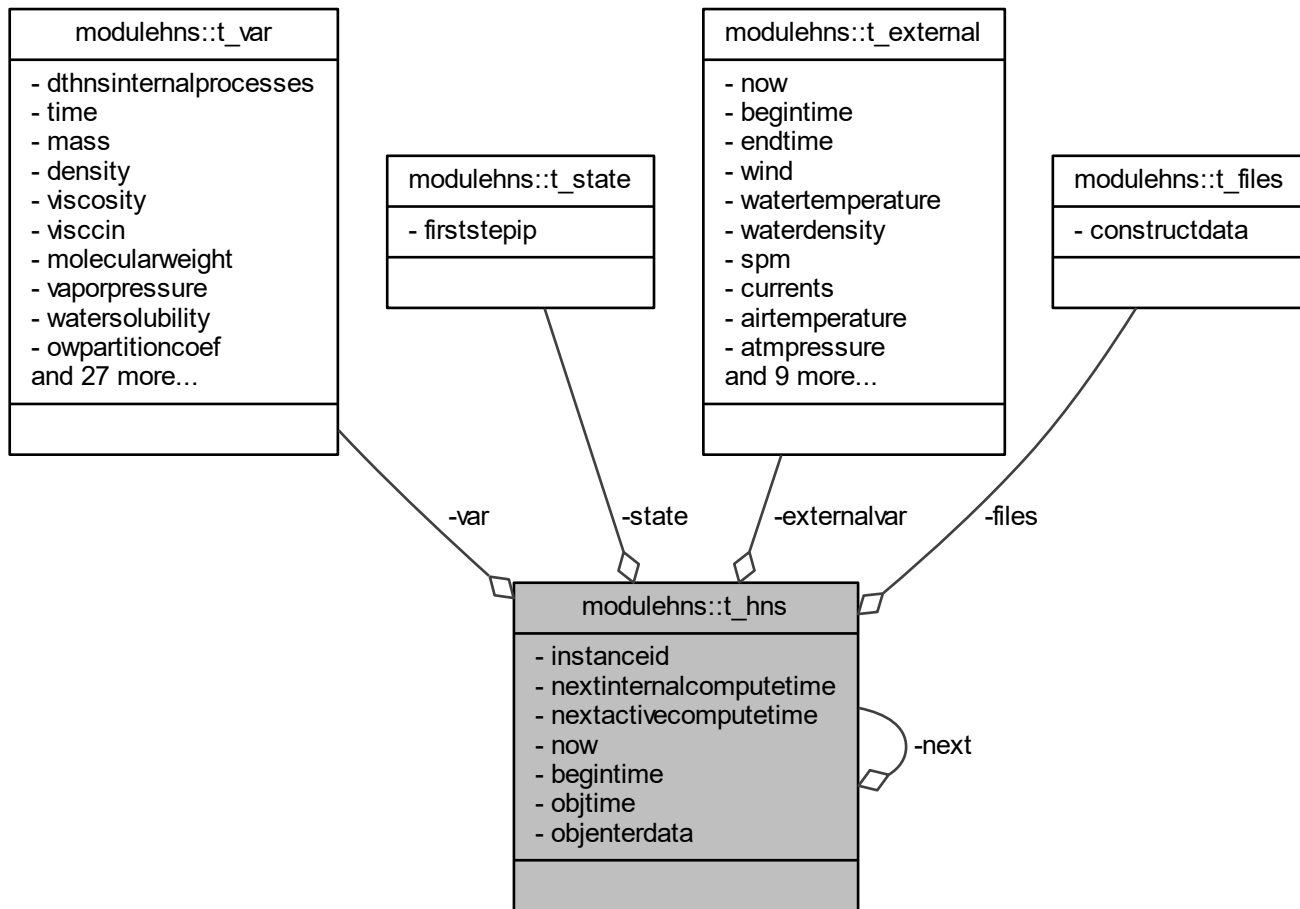 modulehns::t_var
- dthnsinternalprocesses
- time
- mass
- density
- viscosity
- visccin
- molecularweight
- vaporpressure
- watersolubility
- owpartitioncoef
and 27 more...
modulehns::t_state
- firststepip
modulehns::t_external
- now
- begintime
- endtime
- wind
- watertemperature
- waterdensity
- spm
- currents
- airtemperature
- atmpressure
and 9 more...
modulehns::t_files
- constructdata
-var
-state
-externalvar
-files
modulehns::t_hns
- instanceid
- nextinternalcomputetime
- nextactivecomputetime
- now
- begintime
- objtime
- objenterdata
-next